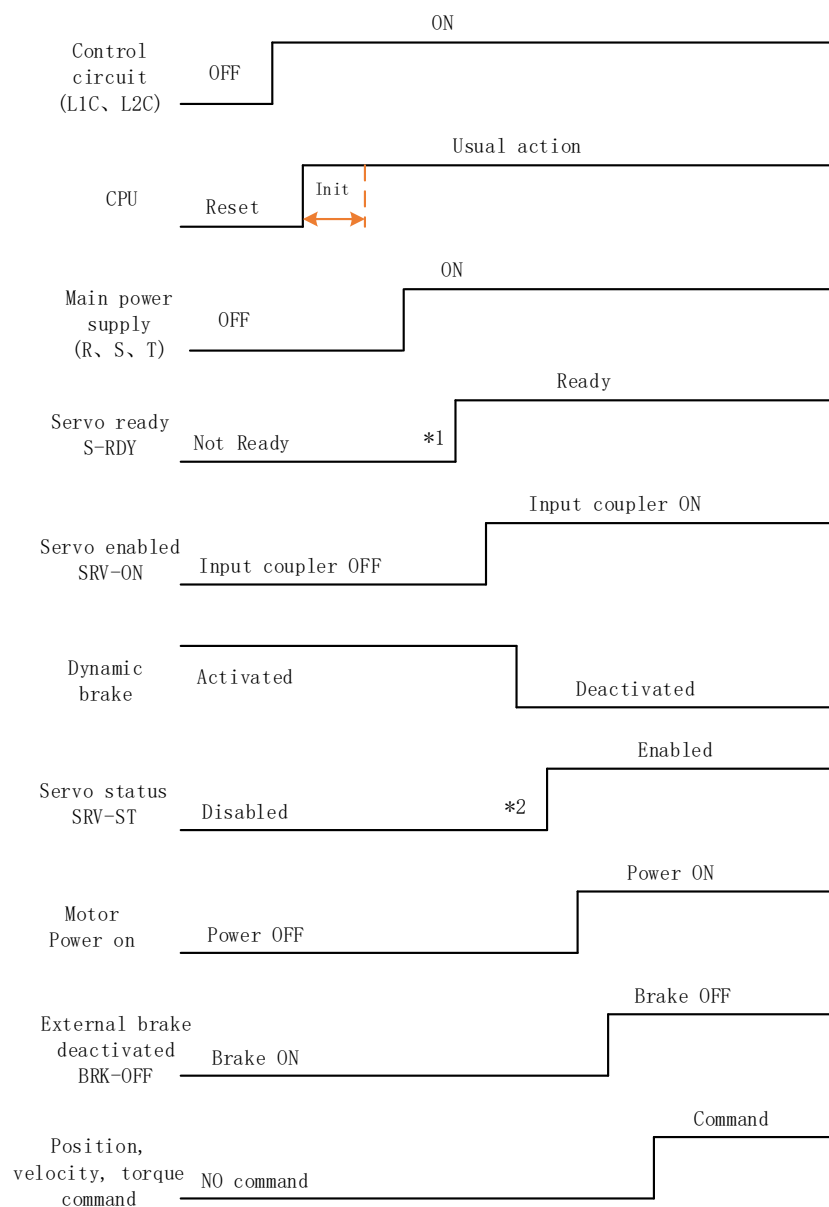 ON
Control
circuit
(L1C、L2C)
OFF
Usual action
CPU
Reset
Init
ON
Main power
supply
(R、S、T)
OFF
Ready
Servo ready
S-RDY
Not Ready
*1
Input coupler ON
Servo enabled
SRV-ON
Input coupler OFF
Dynamic
brake
Activated
Deactivated
Enabled
Servo status
SRV-ST
Disabled
*2
Power ON
Motor
Power on
Power OFF
Brake OFF
External brake
deactivated
BRK-OFF
Brake ON
Command
Position,
velocity, torque
command
NO command